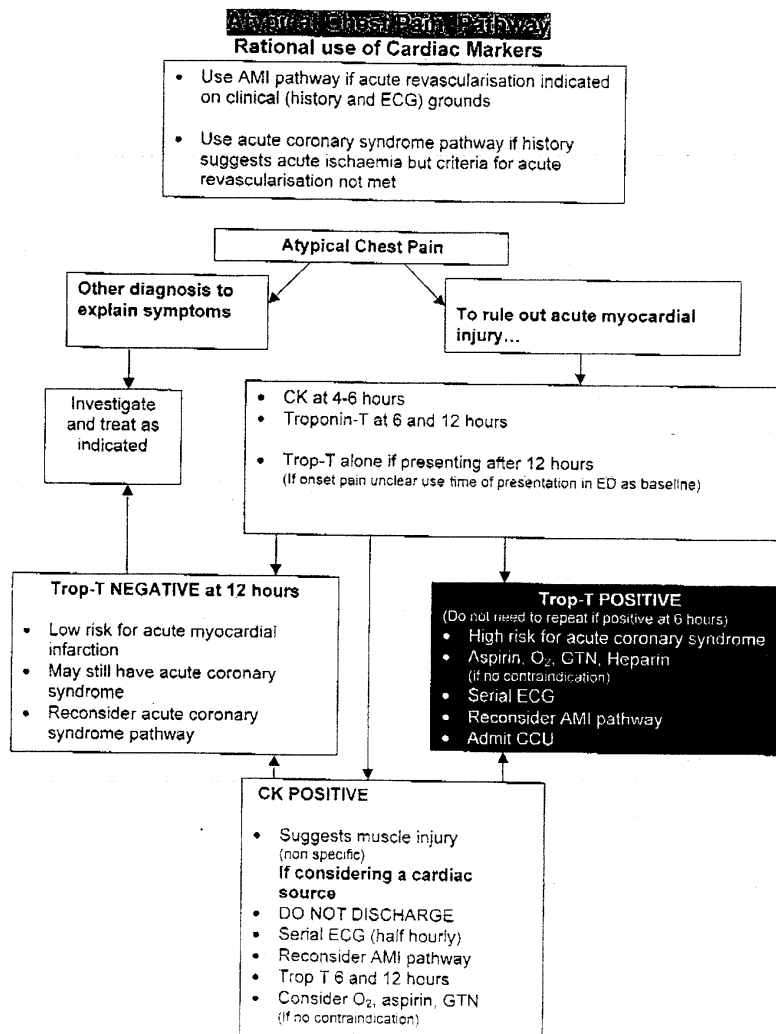 Atypical Chest Pain Pathway
Rational use of Cardiac Markers
• Use AMI pathway if acute revascularisation indicated
on clinical (history and ECG) grounds
• Use acute coronary syndrome pathway if history
suggests acute ischaemia but criteria for acute
revascularisation not met
Atypical Chest Pain
Other diagnosis to
explain symptoms
To rule out acute myocardial
injury...
Investigate
and treat as
indicated
• CK at 4-6 hours
• Troponin-T at 6 and 12 hours
• Trop-T alone if presenting after 12 hours
(If onset pain unclear use time of presentation in ED as baseline)
Trop-T NEGATIVE at 12 hours
• Low risk for acute myocardial
infarction
• May still have acute coronary
syndrome
• Reconsider acute coronary
syndrome pathway
Trop-T POSITIVE
(Do not need to repeat if positive at 6 hours)
• High risk for acute coronary syndrome
• Aspirin, O₂, GTN, Heparin
(if no contraindication)
• Serial ECG
• Reconsider AMI pathway
• Admit CCU
CK POSITIVE
• Suggests muscle injury
(non specific)
If considering a cardiac
source
• DO NOT DISCHARGE
• Serial ECG (half hourly)
• Reconsider AMI pathway
• Trop T 6 and 12 hours
• Consider O₂, aspirin, GTN
(If no contraindication)